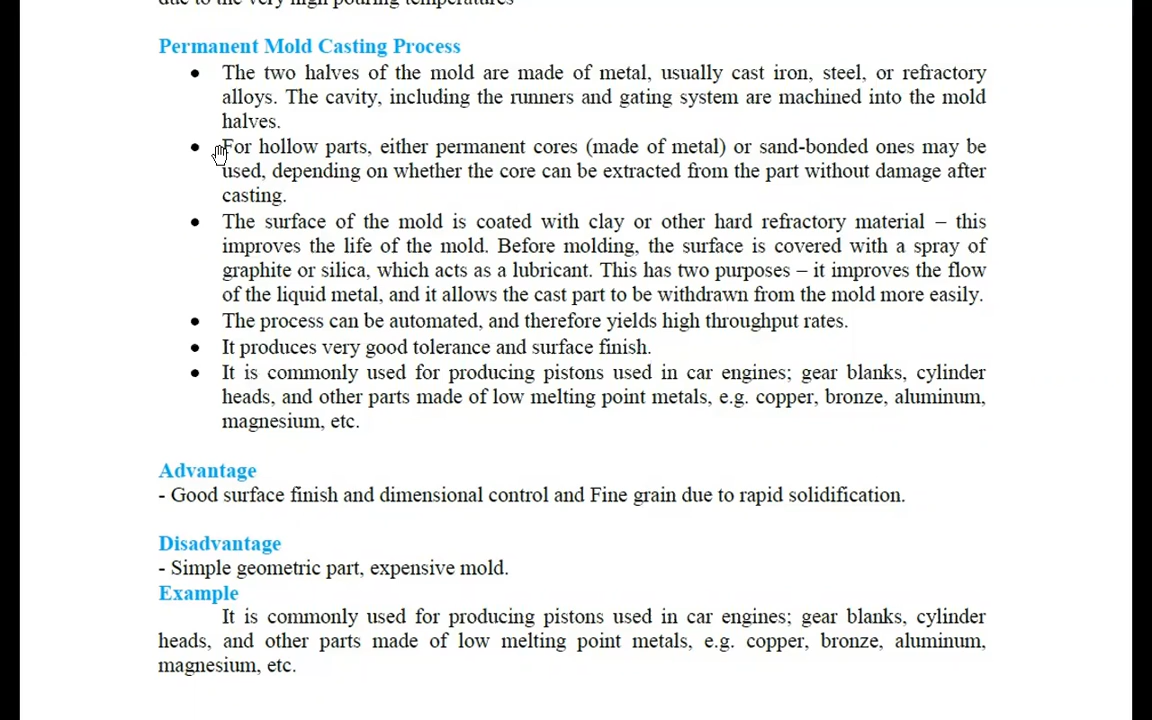 due to the very high pouring temperatures
Permanent Mold Casting Process
• The two halves of the mold are made of metal, usually cast iron, steel, or refractory
alloys. The cavity, including the runners and gating system are machined into the mold
halves.
• For hollow parts, either permanent cores (made of metal) or sand-bonded ones may be
used, depending on whether the core can be extracted from the part without damage after
casting.
• The surface of the mold is coated with clay or other hard refractory material – this
improves the life of the mold. Before molding, the surface is covered with a spray of
graphite or silica, which acts as a lubricant. This has two purposes – it improves the flow
of the liquid metal, and it allows the cast part to be withdrawn from the mold more easily.
• The process can be automated, and therefore yields high throughput rates.
• It produces very good tolerance and surface finish.
• It is commonly used for producing pistons used in car engines; gear blanks, cylinder
heads, and other parts made of low melting point metals, e.g. copper, bronze, aluminum,
magnesium, etc.
Advantage
- Good surface finish and dimensional control and Fine grain due to rapid solidification.
Disadvantage
- Simple geometric part, expensive mold.
Example
It is commonly used for producing pistons used in car engines; gear blanks, cylinder
heads, and other parts made of low melting point metals, e.g. copper, bronze, aluminum,
magnesium, etc.